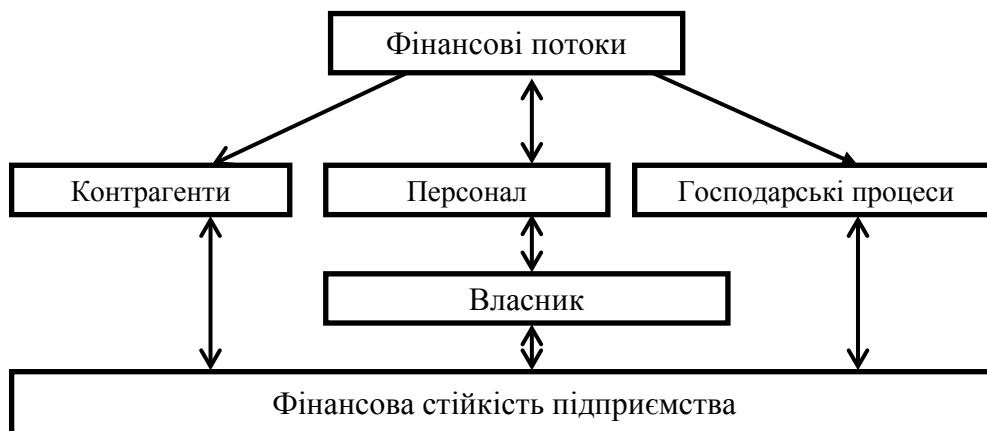 Фінансові потоки
Контрагенти
Персонал
Господарські процеси
Власник
Фінансова стійкість підприємства